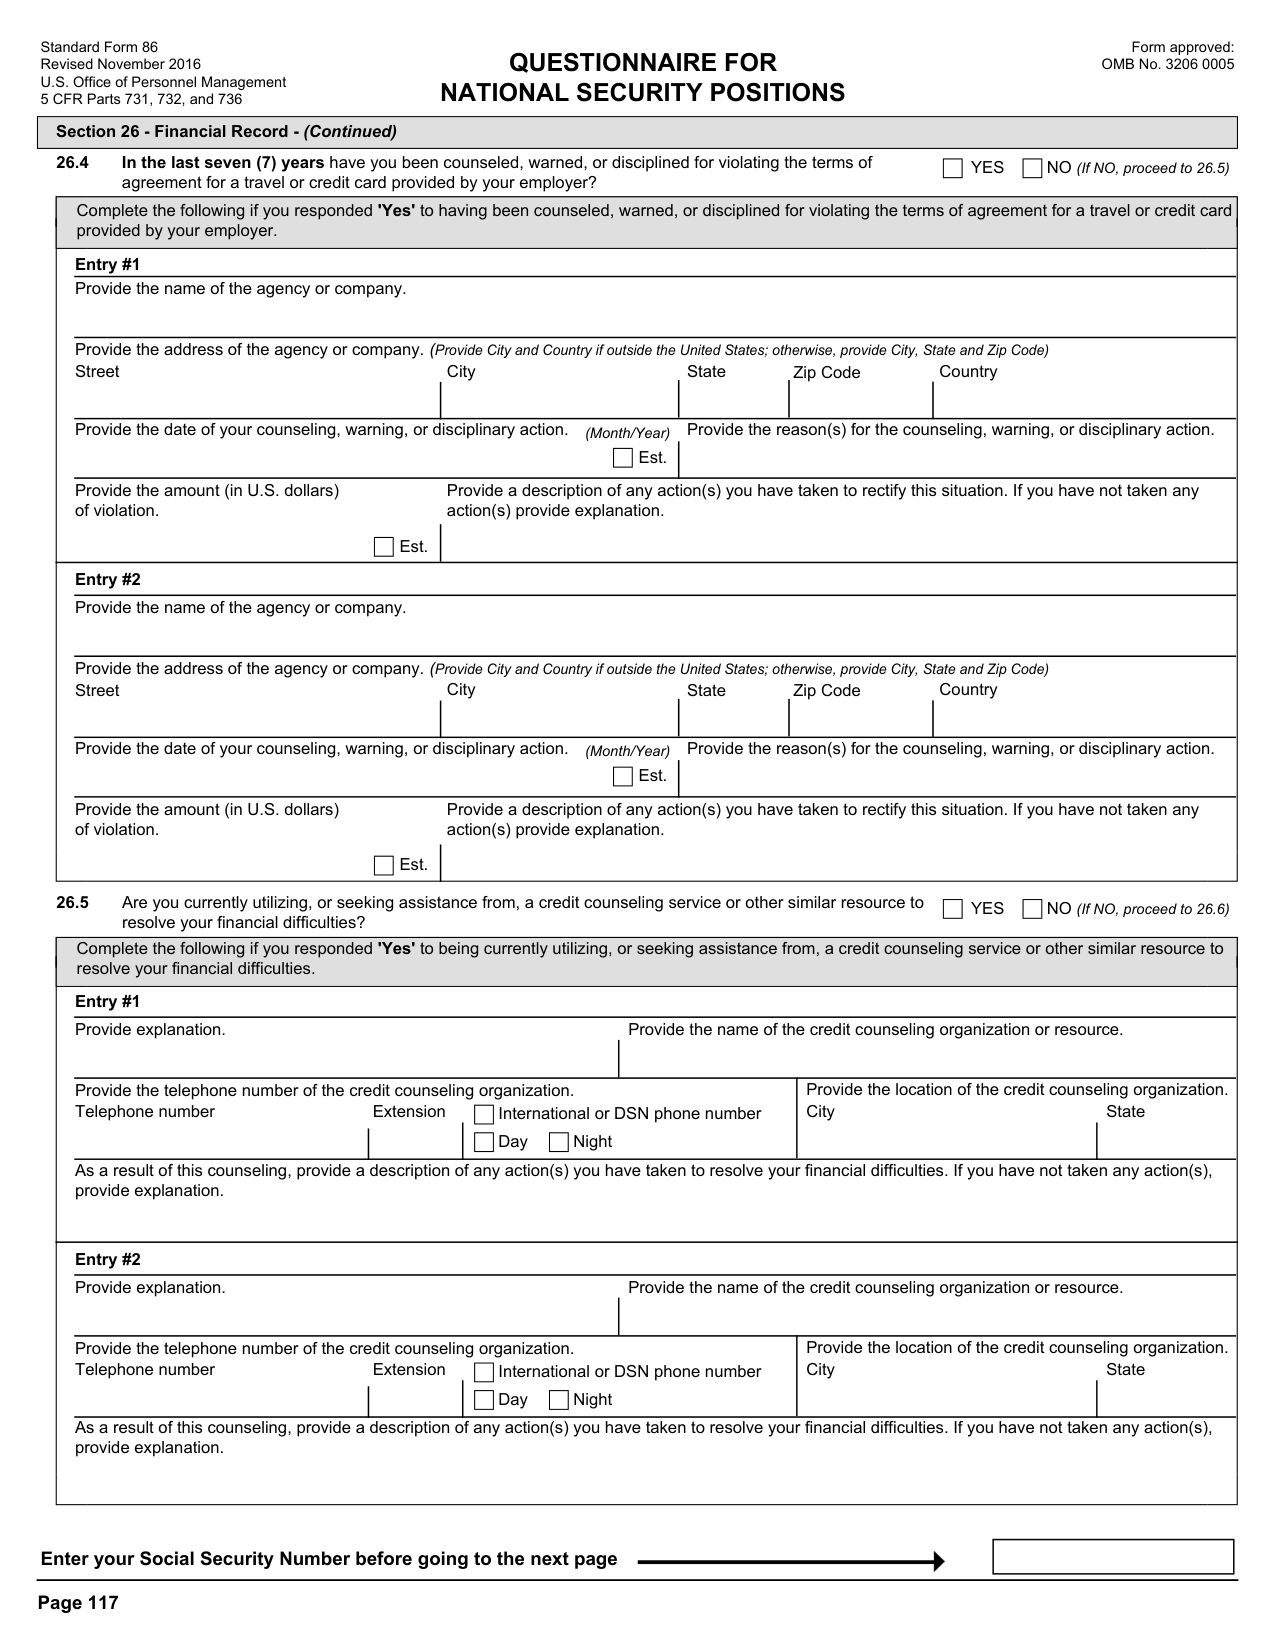 Standard Form 86
Revised November 2016
U.S. Office of Personnel Management
5 CFR Parts 731, 732, and 736
QUESTIONNAIRE FOR
NATIONAL SECURITY POSITIONS
Form approved:
OMB No. 3206 0005
Section 26 - Financial Record - (Continued)
26.4 In the last seven (7) years have you been counseled, warned, or disciplined for violating the terms of
agreement for a travel or credit card provided by your employer?
YES NO (If NO, proceed to 26.5)
Complete the following if you responded 'Yes' to having been counseled, warned, or disciplined for violating the terms of agreement for a travel or credit card
provided by your employer.
Entry #1
Provide the name of the agency or company.
Provide the address of the agency or company. (Provide City and Country if outside the United States; otherwise, provide City, State and Zip Code)
Street City State Zip Code Country
Provide the date of your counseling, warning, or disciplinary action. (Month/Year) Provide the reason(s) for the counseling, warning, or disciplinary action.
Est.
Provide the amount (in U.S. dollars)
of violation.
Est.
Provide a description of any action(s) you have taken to rectify this situation. If you have not taken any
action(s) provide explanation.
Entry #2
Provide the name of the agency or company.
Provide the address of the agency or company. (Provide City and Country if outside the United States; otherwise, provide City, State and Zip Code)
Street City State Zip Code Country
Provide the date of your counseling, warning, or disciplinary action. (Month/Year) Provide the reason(s) for the counseling, warning, or disciplinary action.
Est.
Provide the amount (in U.S. dollars)
of violation.
Est.
Provide a description of any action(s) you have taken to rectify this situation. If you have not taken any
action(s) provide explanation.
26.5 Are you currently utilizing, or seeking assistance from, a credit counseling service or other similar resource to
resolve your financial difficulties?
YES NO (If NO, proceed to 26.6)
Complete the following if you responded 'Yes' to being currently utilizing, or seeking assistance from, a credit counseling service or other similar resource to
resolve your financial difficulties.
Entry #1
Provide explanation. Provide the name of the credit counseling organization or resource.
Provide the telephone number of the credit counseling organization. Provide the location of the credit counseling organization.
Telephone number Extension International or DSN phone number City State
Day Night
As a result of this counseling, provide a description of any action(s) you have taken to resolve your financial difficulties. If you have not taken any action(s),
provide explanation.
Entry #2
Provide explanation. Provide the name of the credit counseling organization or resource.
Provide the telephone number of the credit counseling organization. Provide the location of the credit counseling organization.
Telephone number Extension International or DSN phone number City State
Day Night
As a result of this counseling, provide a description of any action(s) you have taken to resolve your financial difficulties. If you have not taken any action(s),
provide explanation.
Enter your Social Security Number before going to the next page
Page 117